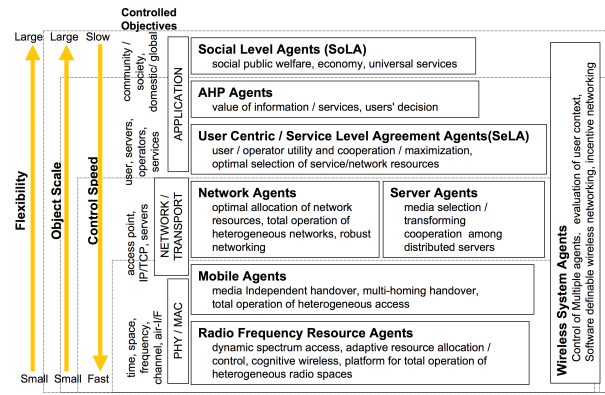 Controlled
Objectives
Large Large Slow
Flexibility
Object Scale
Control Speed
Small Small Fast
community /
society,
domestic/ global
user, servers,
operators,
services
access point,
IP/TCP, servers
time, space,
frequency,
channel, air-I/F
APPLICATION
NETWORK /
TRANSPORT
PHY / MAC
Social Level Agents (SoLA)
social public welfare, economy, universal services
AHP Agents
value of information / services, users' decision
User Centric / Service Level Agreement Agents(SeLA)
user / operator utility and cooperation / maximization,
optimal selection of service/network resources
Network Agents
optimal allocation of network
resources, total operation of
heterogeneous networks, robust
networking
Server Agents
media selection /
transforming
cooperation among
distributed servers
Mobile Agents
media Independent handover, multi-homing handover,
total operation of heterogeneous access
Radio Frequency Resource Agents
dynamic spectrum access, adaptive resource allocation /
control, cognitive wireless, platform for total operation of
heterogeneous radio spaces
Wireless System Agents
Control of Multiple agents, evaluation of user context,
Software definable wireless networking, incentive networking